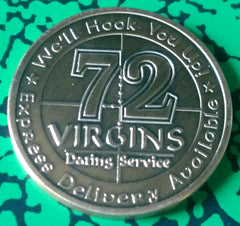 We'll Hook You Up!
72
VIRGINS
Dating Service
Express Delivery Available